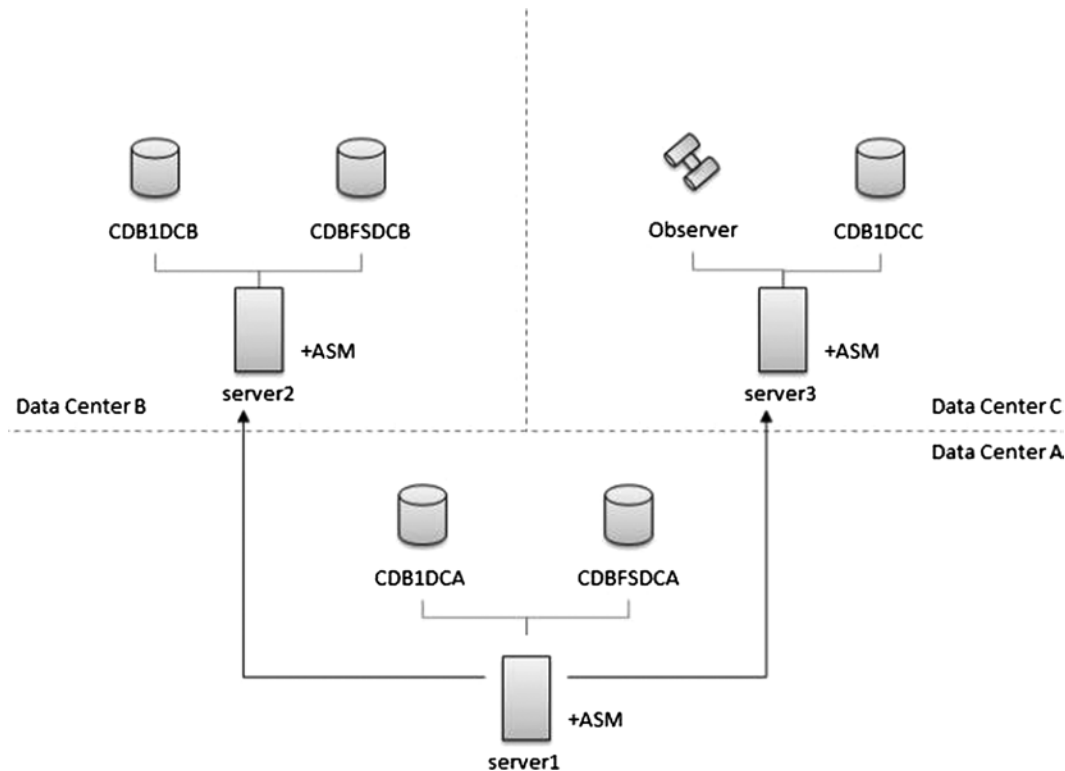 CDB1DCB
CDBFSDCB
Observer
CDB1DCC
+ASM
+ASM
server2
server3
Data Center B
Data Center C
Data Center A
CDB1DCA
CDBFSDCA
+ASM
server1